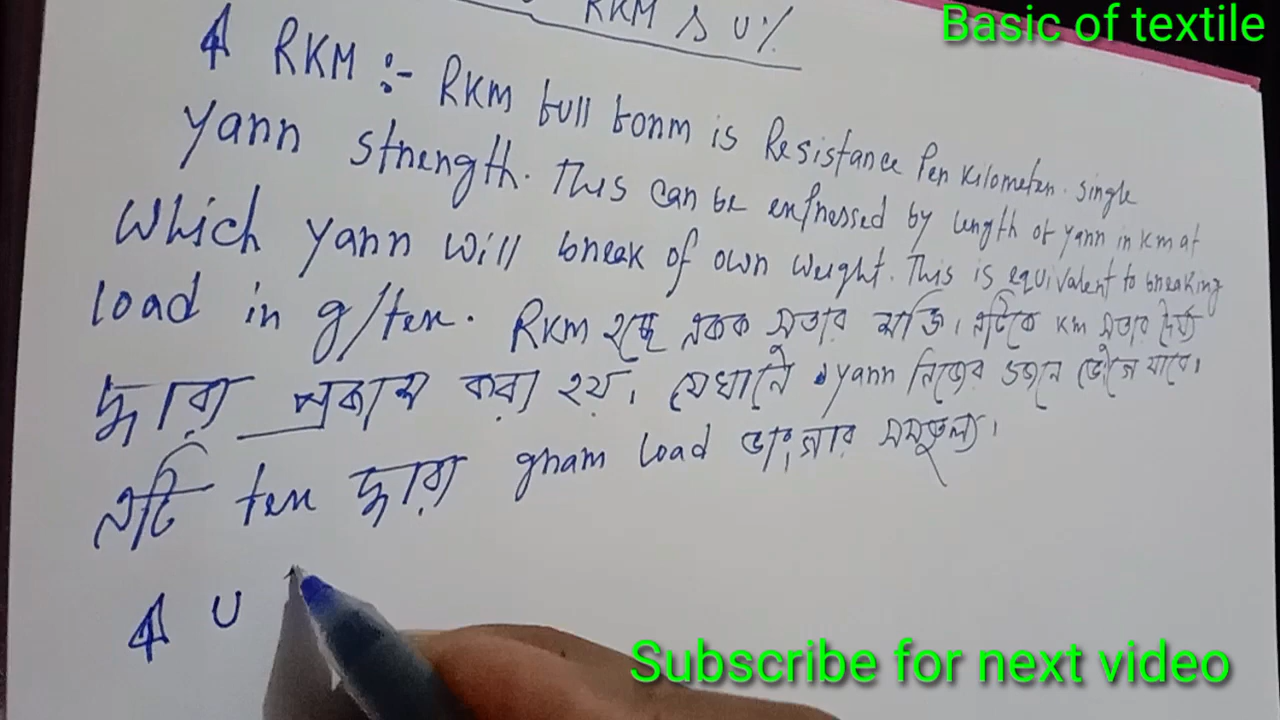 Basic of textile
RKM & U%
RKM :- RKM full form is Resistance Per Kilometer. Single
yarn strength. This can be expressed by length of yarn in Km at
which yarn will break of own weight. This is equivalent to breaking
load in g/tex. RKM হচ্ছে একক সুতার শক্তি। এটিকে KM সুতার দৈর্ঘ্য
দ্বারা প্রকাশ করা হয়। যেখানে yarn নিজের ওজনে ভেঙ্গে যাবে।
এটি tex দ্বারা gram load ভাঙ্গার সমতুল্য।
U
Subscribe for next video